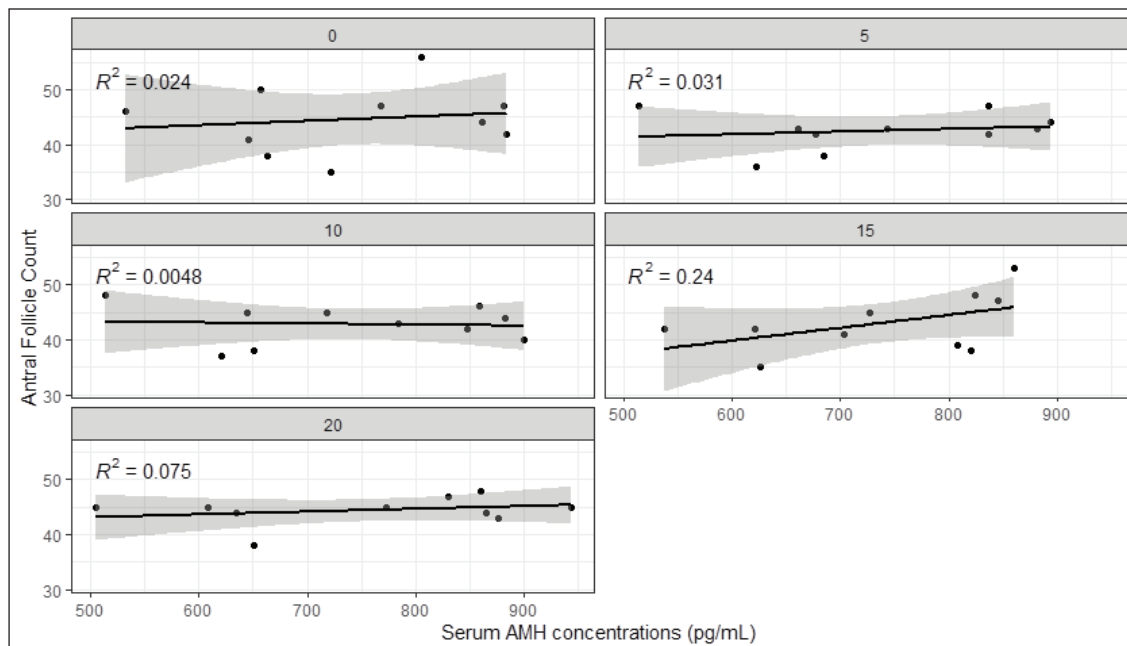 0
5
R² = 0.024
R² = 0.031
50
40
30
10
15
R² = 0.0048
R² = 0.24
50
40
30
500 600 700 800 900
20
R² = 0.075
50
40
30
500 600 700 800 900
Antral Follicle Count
Serum AMH concentrations (pg/mL)